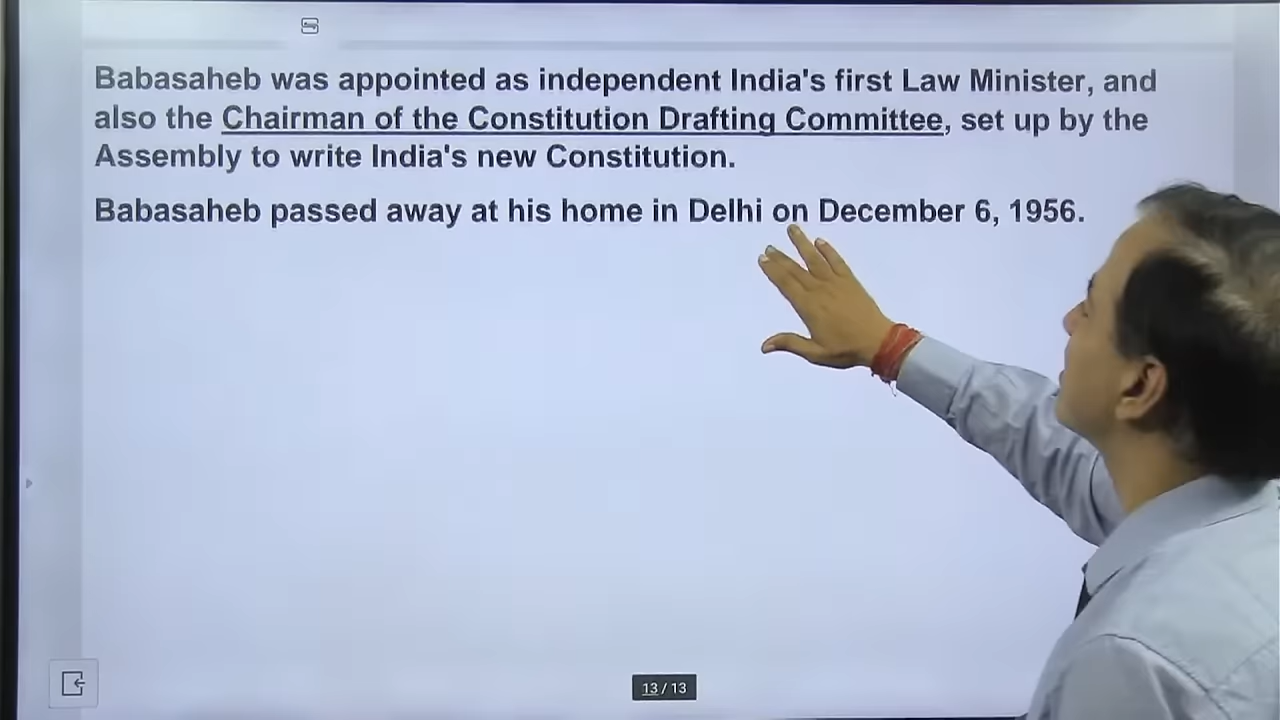 Babasaheb was appointed as independent India's first Law Minister, and
also the Chairman of the Constitution Drafting Committee, set up by the
Assembly to write India's new Constitution.
Babasaheb passed away at his home in Delhi on December 6, 1956.
13 / 13